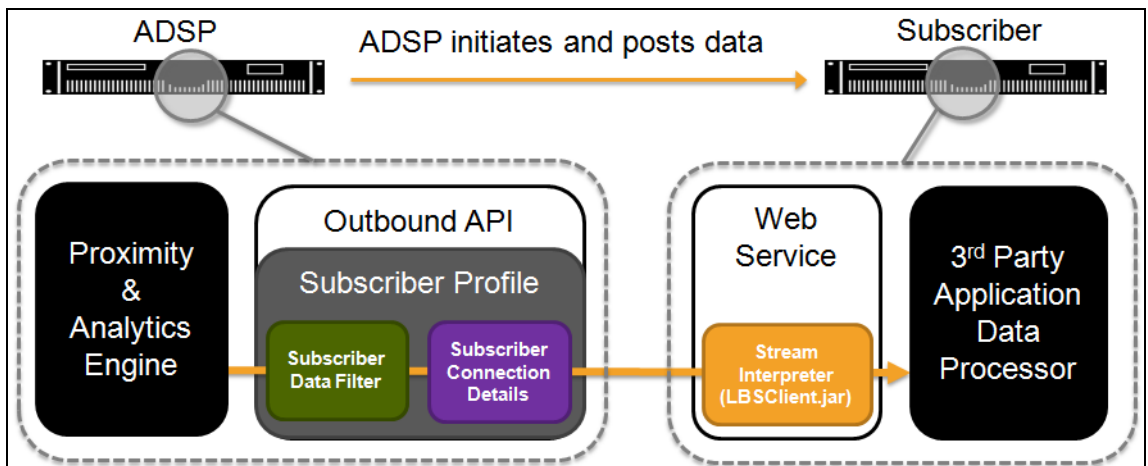 ADSP
ADSP initiates and posts data
Subscriber
Proximity
&
Analytics
Engine
Outbound API
Subscriber Profile
Subscriber
Data Filter
Subscriber
Connection
Details
Web
Service
Stream
Interpreter
(LBSClient.jar)
3rd Party
Application
Data
Processor